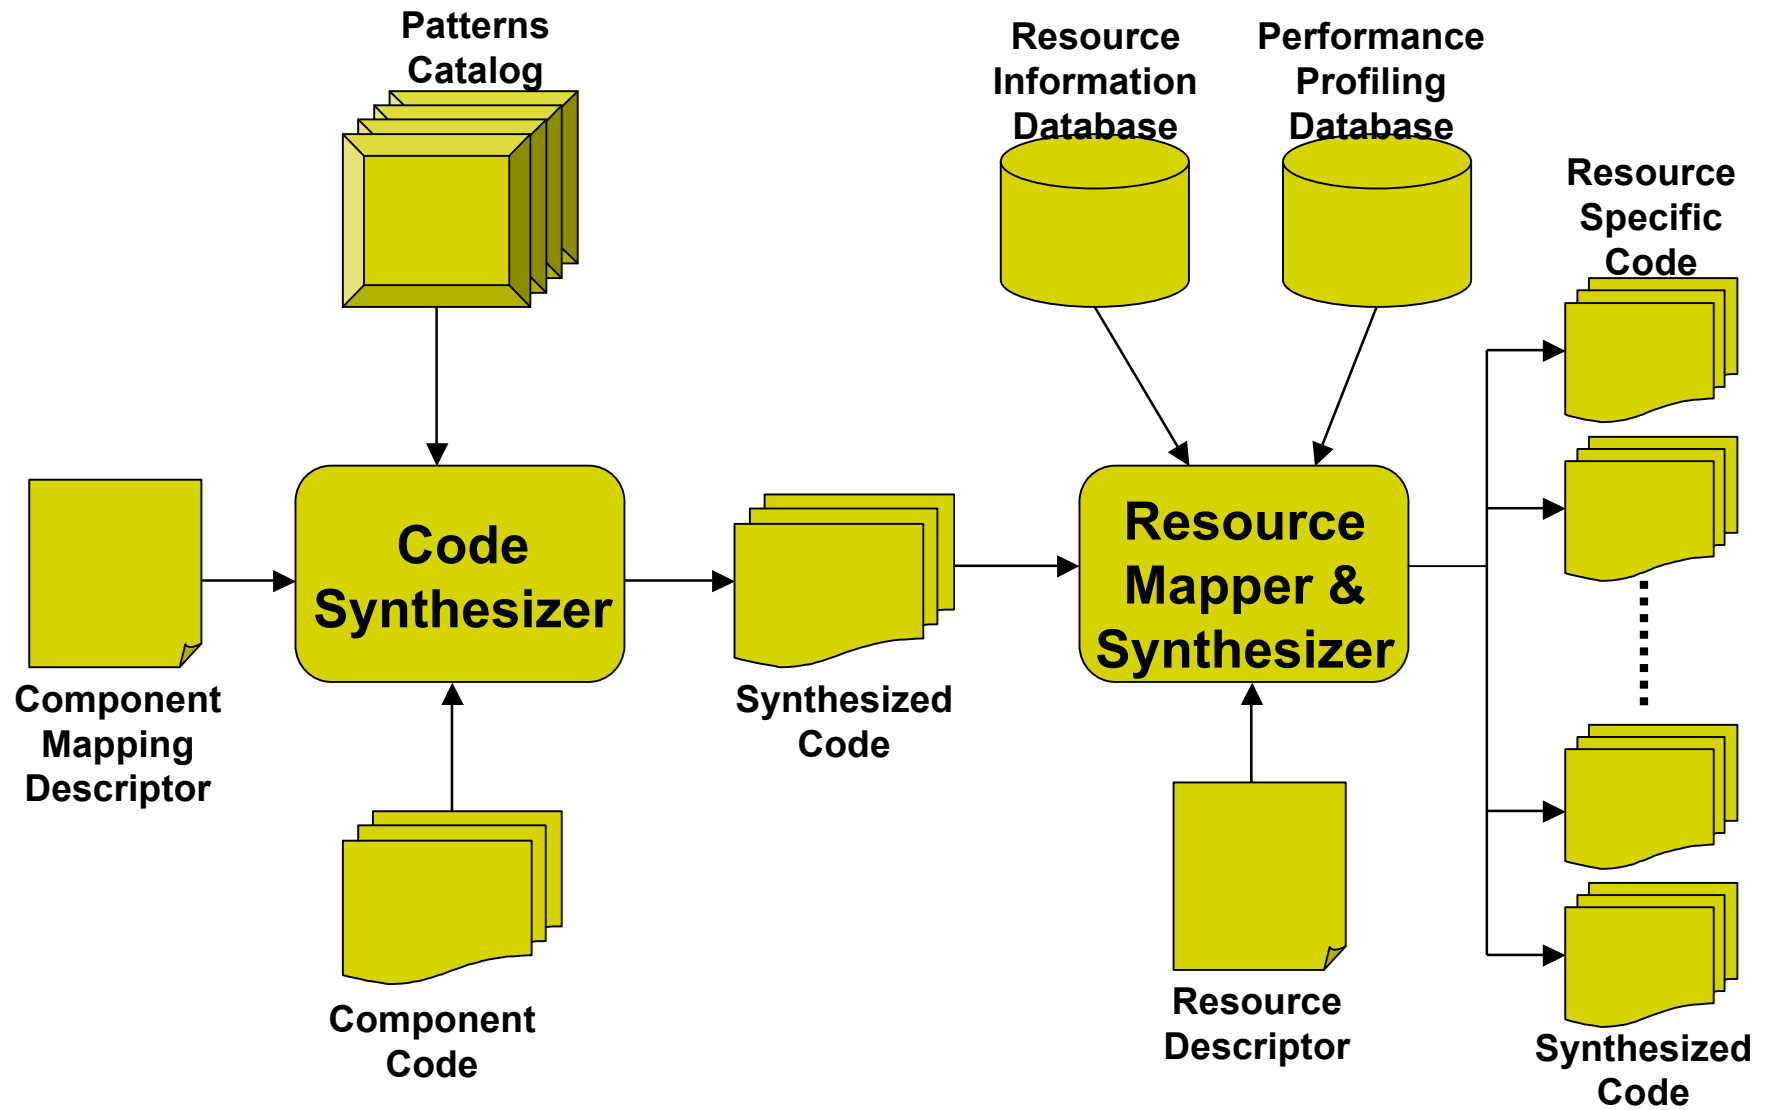 Patterns
Catalog
Resource
Information
Database
Performance
Profiling
Database
Resource
Specific
Code
Code
Synthesizer
Resource
Mapper &
Synthesizer
Component
Mapping
Descriptor
Synthesized
Code
Component
Code
Resource
Descriptor
Synthesized
Code